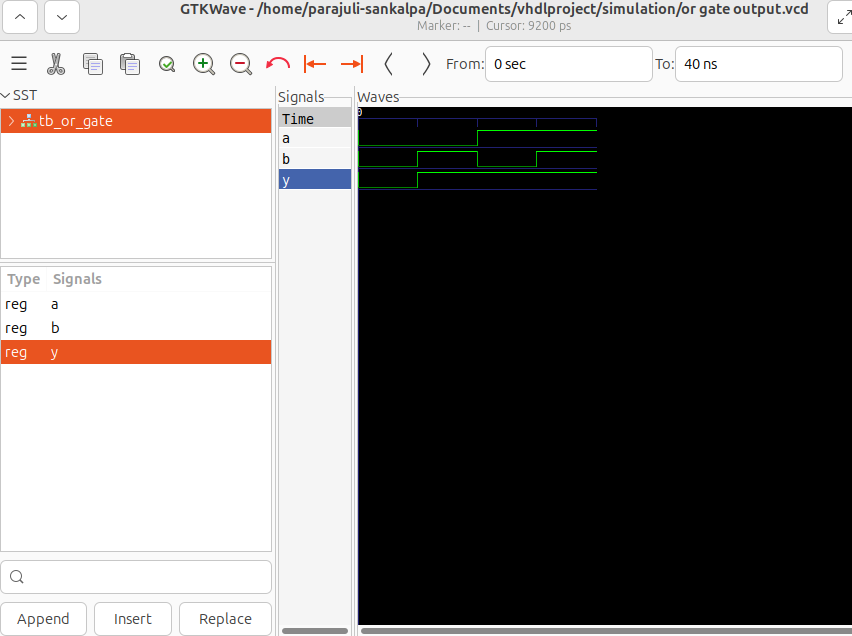 GTKWave - /home/parajuli-sankalpa/Documents/vhdlproject/simulation/or gate output.vcd
Marker: -- | Cursor: 9200 ps
From: 0 sec To: 40 ns
SST
tb_or_gate
Type Signals
reg a
reg b
reg y
Append Insert Replace
Signals
Time
a
b
y
Waves
0